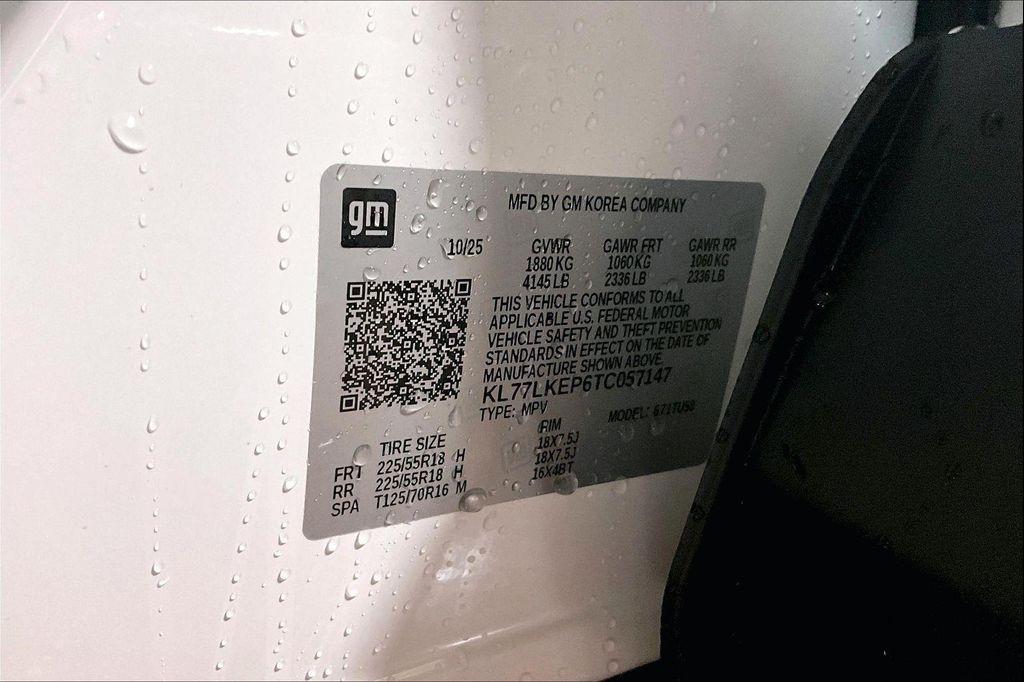 gm
MFD BY GM KOREA COMPANY
10/25 GVWR GAWR FRT GAWR RR
1880 KG 1060 KG 1060 KG
4145 LB 2336 LB 2336 LB
THIS VEHICLE CONFORMS TO ALL
APPLICABLE U.S. FEDERAL MOTOR
VEHICLE SAFETY AND THEFT PREVENTION
STANDARDS IN EFFECT ON THE DATE OF
MANUFACTURE SHOWN ABOVE.
KL77LKEP6TC057147
TYPE: MPV MODEL:
TIRE SIZE RIM
FRT 225/55R18 H 18X7.5J
RR 225/55R18 H 18X7.5J
SPA T125/70R16 M 16X4BT